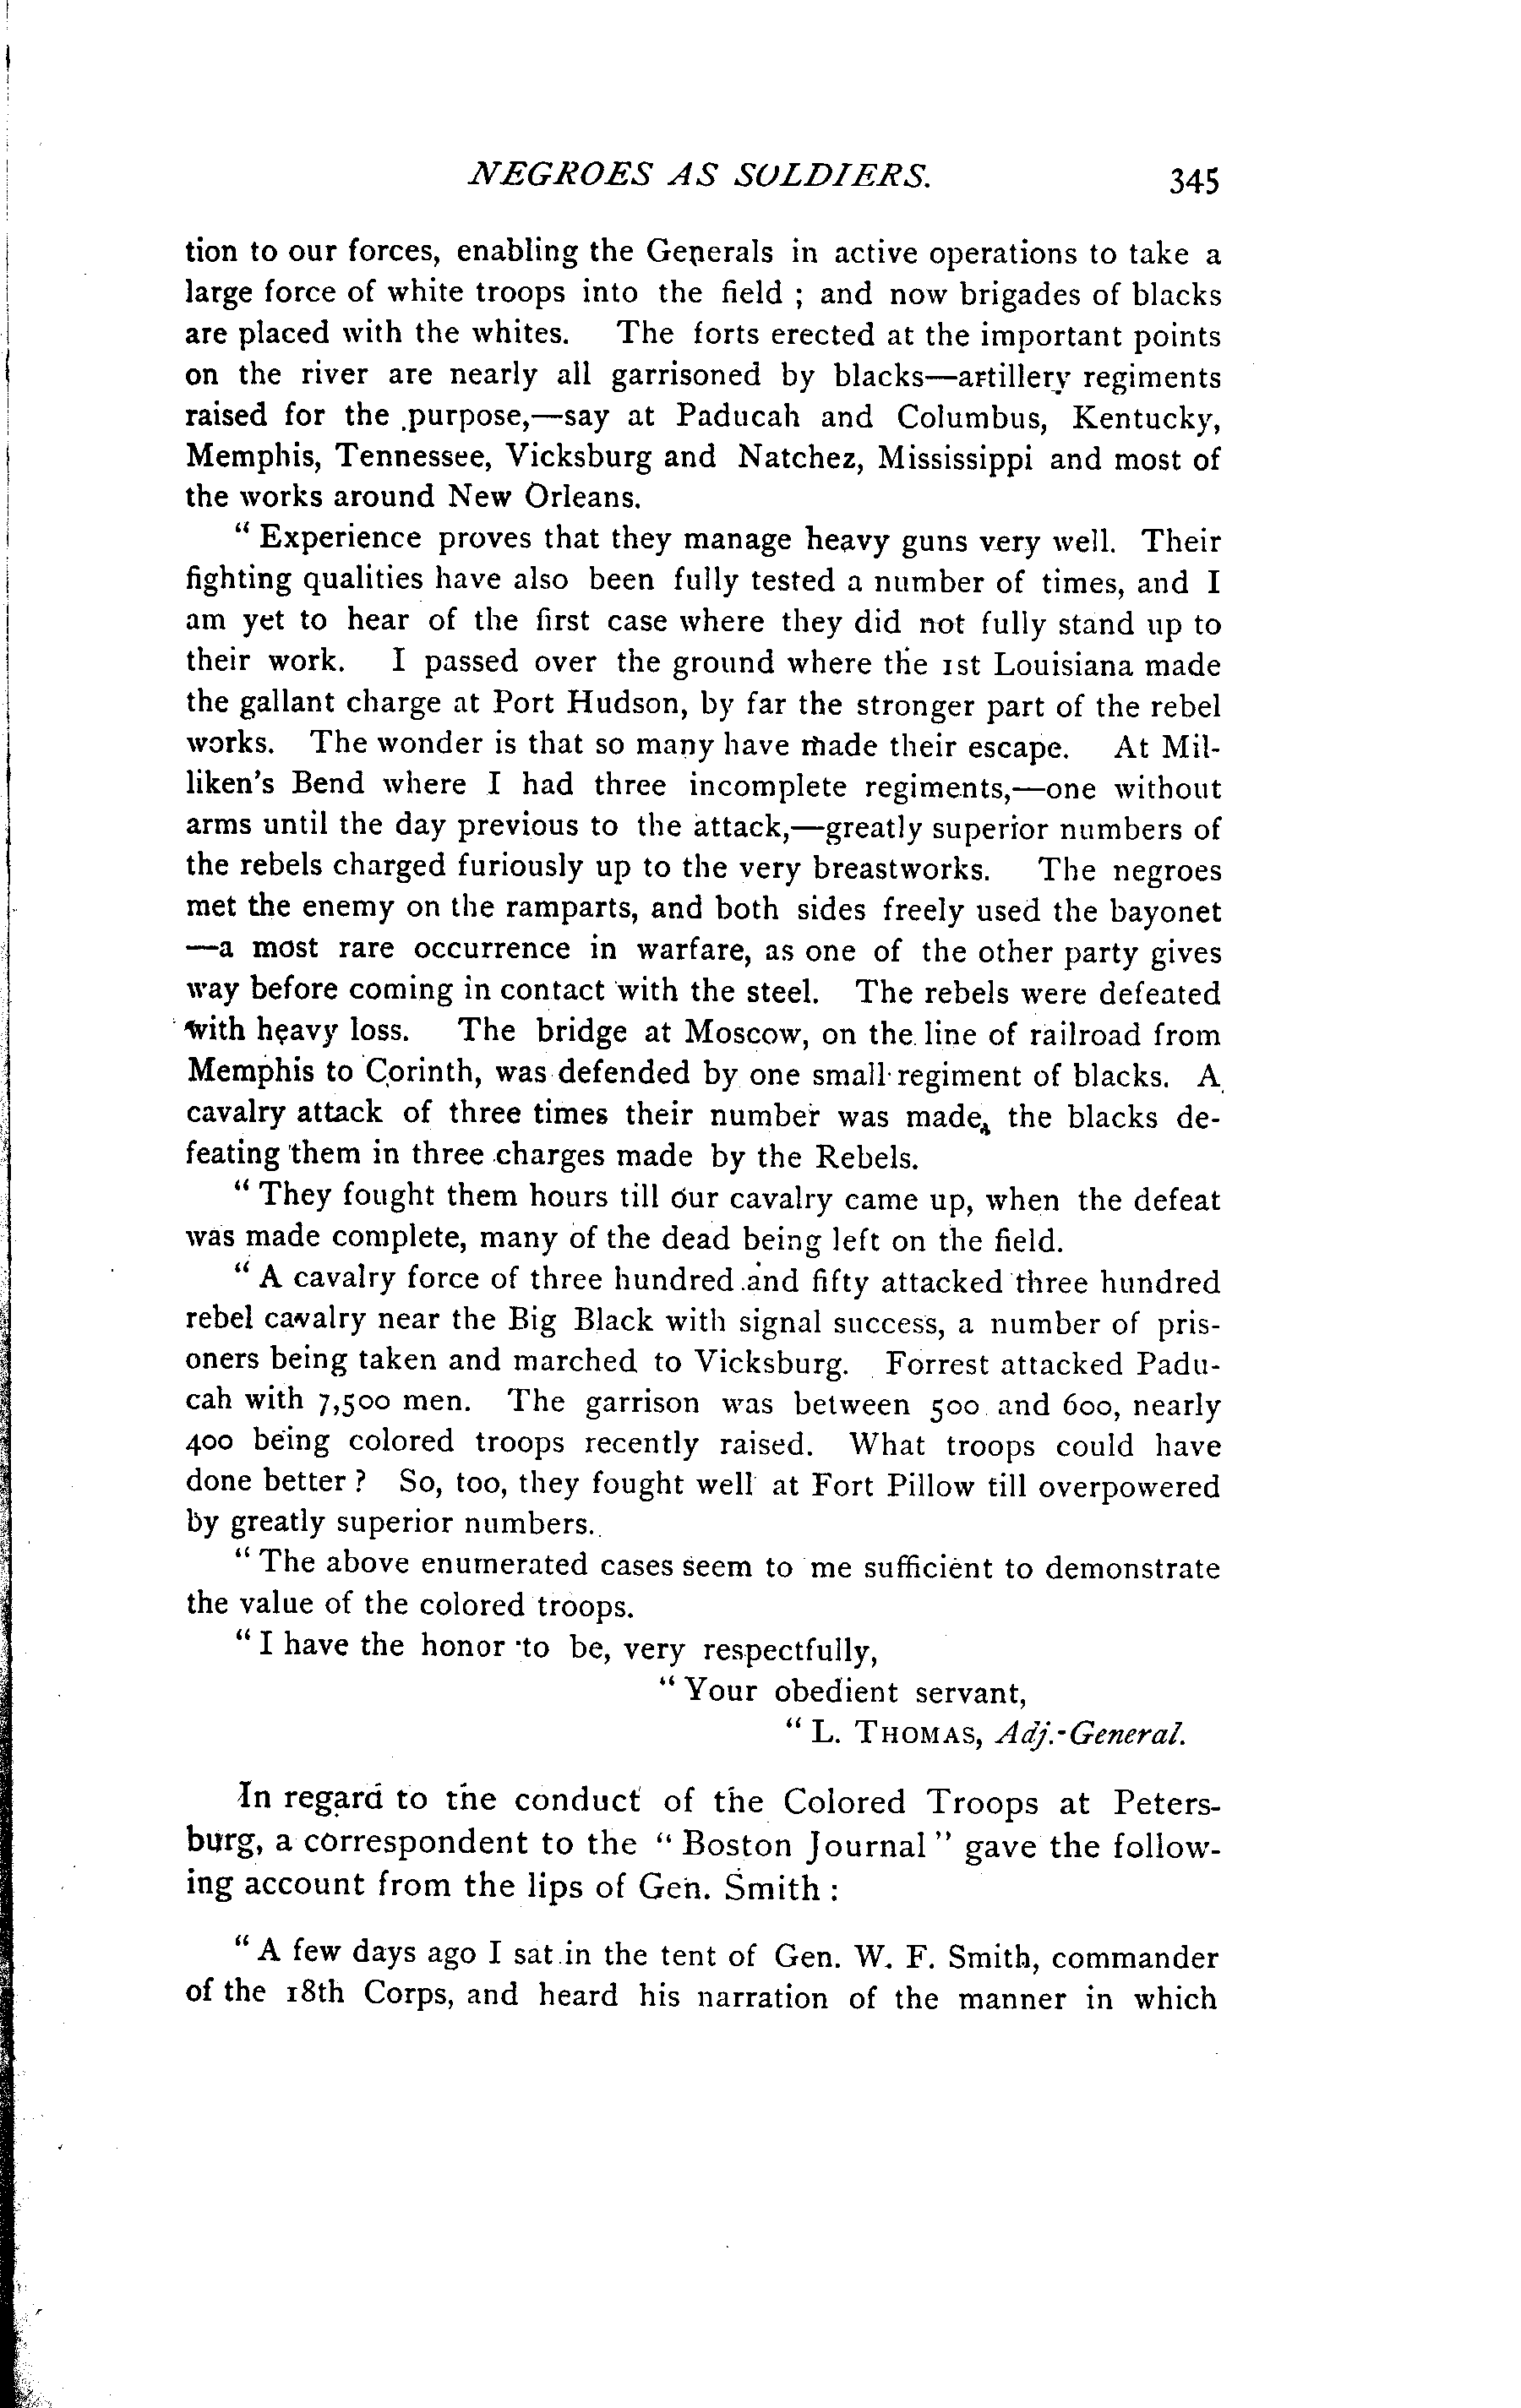 NEGROES AS SOLDIERS. 345
tion to our forces, enabling the Generals in active operations to take a
large force of white troops into the field ; and now brigades of blacks
are placed with the whites. The forts erected at the important points
on the river are nearly all garrisoned by blacks—artillery regiments
raised for the purpose,—say at Paducah and Columbus, Kentucky,
Memphis, Tennessee, Vicksburg and Natchez, Mississippi and most of
the works around New Orleans.
" Experience proves that they manage heavy guns very well. Their
fighting qualities have also been fully tested a number of times, and I
am yet to hear of the first case where they did not fully stand up to
their work. I passed over the ground where the 1st Louisiana made
the gallant charge at Port Hudson, by far the stronger part of the rebel
works. The wonder is that so many have made their escape. At Mil-
liken's Bend where I had three incomplete regiments,—one without
arms until the day previous to the attack,—greatly superior numbers of
the rebels charged furiously up to the very breastworks. The negroes
met the enemy on the ramparts, and both sides freely used the bayonet
—a most rare occurrence in warfare, as one of the other party gives
way before coming in contact with the steel. The rebels were defeated
with heavy loss. The bridge at Moscow, on the line of railroad from
Memphis to Corinth, was defended by one small regiment of blacks. A
cavalry attack of three times their number was made, the blacks de-
feating them in three charges made by the Rebels.
" They fought them hours till our cavalry came up, when the defeat
was made complete, many of the dead being left on the field.
" A cavalry force of three hundred and fifty attacked three hundred
rebel cavalry near the Big Black with signal success, a number of pris-
oners being taken and marched to Vicksburg. Forrest attacked Padu-
cah with 7,500 men. The garrison was between 500 and 600, nearly
400 being colored troops recently raised. What troops could have
done better ? So, too, they fought well at Fort Pillow till overpowered
by greatly superior numbers.
" The above enumerated cases seem to me sufficient to demonstrate
the value of the colored troops.
" I have the honor to be, very respectfully,
" Your obedient servant,
" L. THOMAS, Adj.-General.
In regard to the conduct of the Colored Troops at Peters-
burg, a correspondent to the " Boston Journal " gave the follow-
ing account from the lips of Gen. Smith :
" A few days ago I sat in the tent of Gen. W. F. Smith, commander
of the 18th Corps, and heard his narration of the manner in which